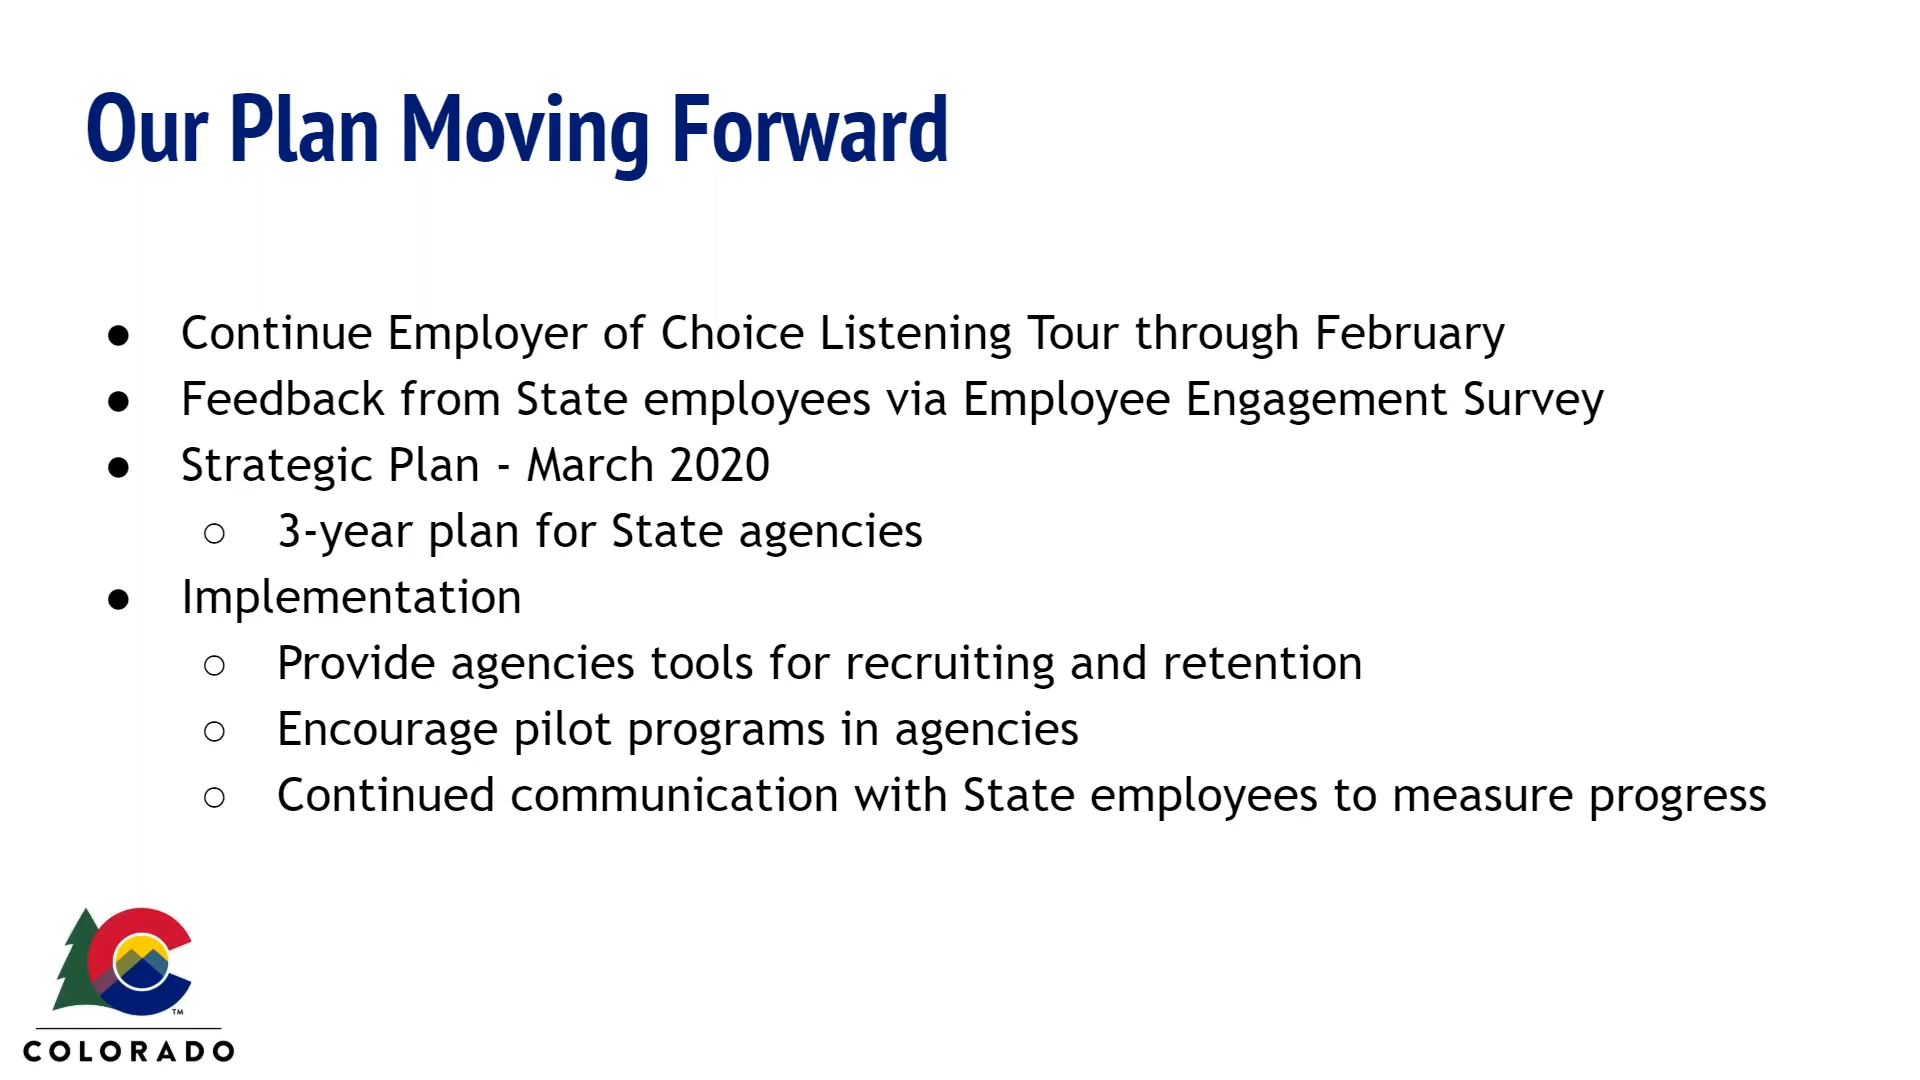 Our Plan Moving Forward
● Continue Employer of Choice Listening Tour through February
● Feedback from State employees via Employee Engagement Survey
● Strategic Plan - March 2020
○ 3-year plan for State agencies
● Implementation
○ Provide agencies tools for recruiting and retention
○ Encourage pilot programs in agencies
○ Continued communication with State employees to measure progress
TM
COLORADO